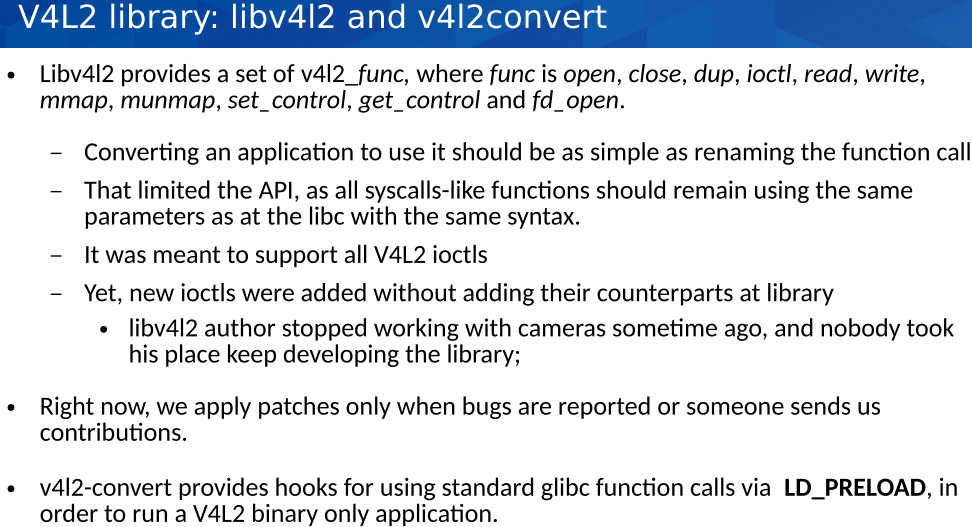 V4L2 library: libv4l2 and v4l2convert
• Libv4l2 provides a set of v4l2_func, where func is open, close, dup, ioctl, read, write,
mmap, munmap, set_control, get_control and fd_open.
– Converting an application to use it should be as simple as renaming the function call
– That limited the API, as all syscalls-like functions should remain using the same
parameters as at the libc with the same syntax.
– It was meant to support all V4L2 ioctls
– Yet, new ioctls were added without adding their counterparts at library
• libv4l2 author stopped working with cameras sometime ago, and nobody took
his place keep developing the library;
• Right now, we apply patches only when bugs are reported or someone sends us
contributions.
• v4l2-convert provides hooks for using standard glibc function calls via LD_PRELOAD, in
order to run a V4L2 binary only application.